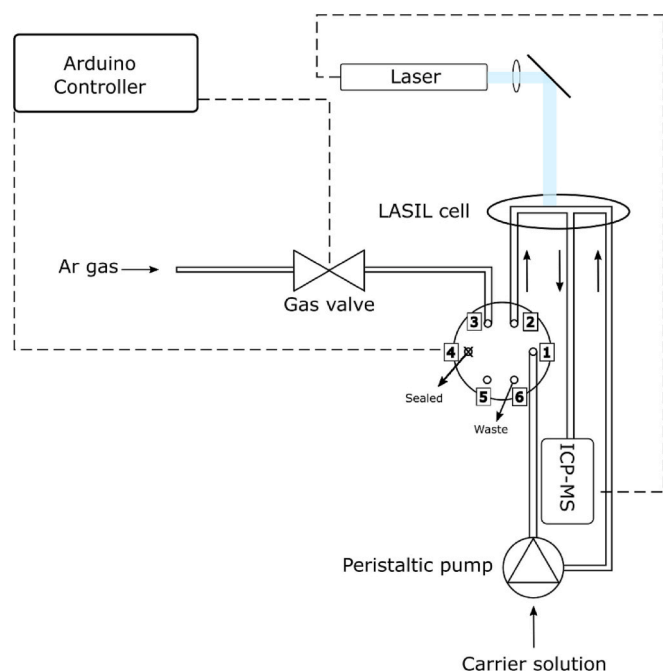 Arduino
Controller
Laser
LASIL cell
Ar gas
Gas valve
3
2
4
1
5
6
Sealed
Waste
ICP-MS
Peristaltic pump
Carrier solution